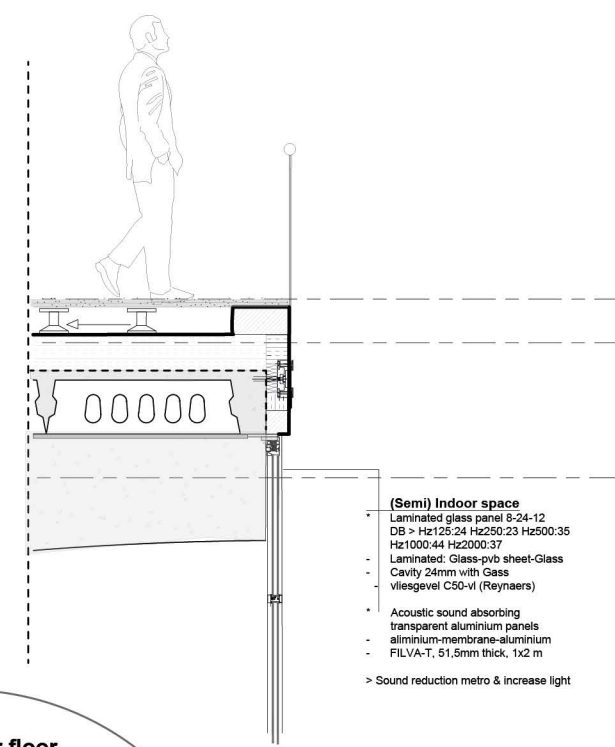 (Semi) Indoor space
* Laminated glass panel 8-24-12
DB > Hz125:24 Hz250:23 Hz500:35
Hz1000:44 Hz2000:37
- Laminated: Glass-pvb sheet-Glass
- Cavity 24mm with Gass
- vliesgevel C50-vl (Reynaers)
* Acoustic sound absorbing
transparent aluminium panels
- aliminium-membrane-aluminium
- FILVA-T, 51,5mm thick, 1x2 m
> Sound reduction metro & increase light
floor